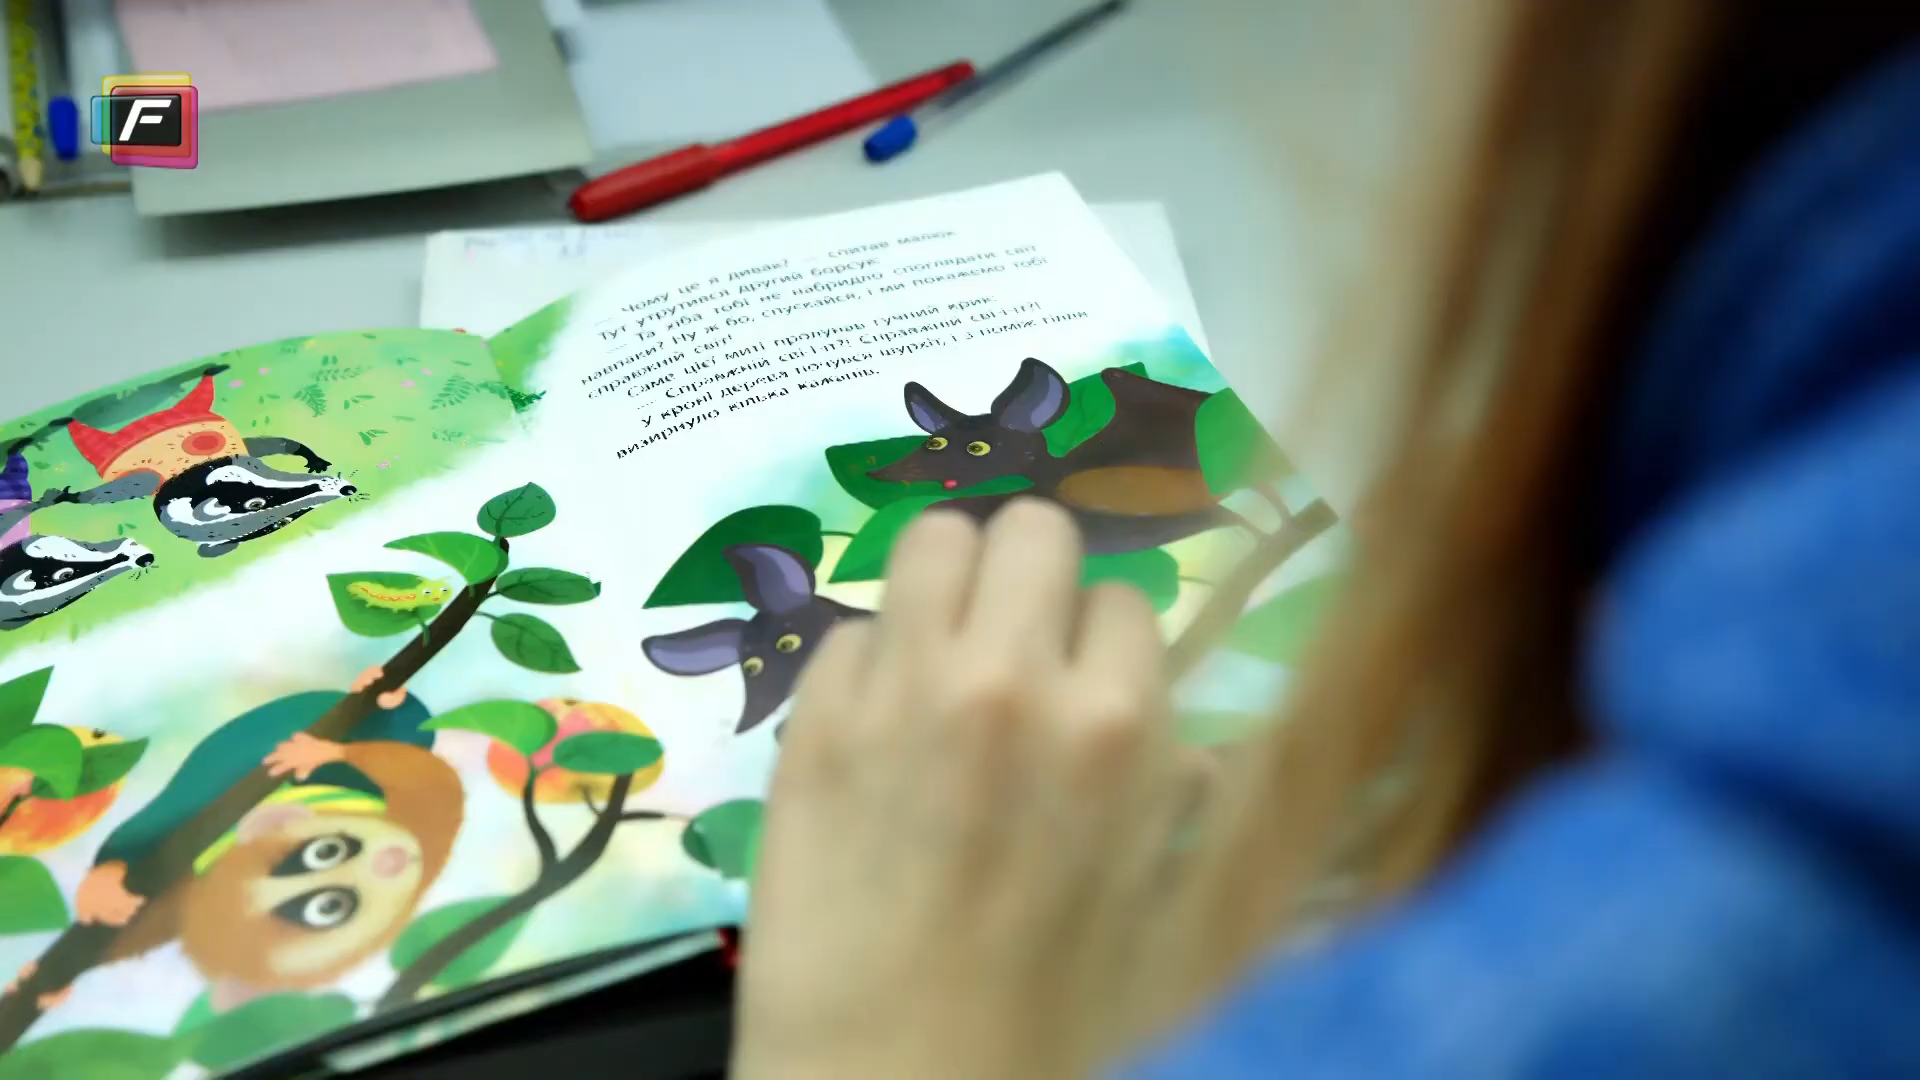 F
— Чому це я дивак? — спитав малюк.
Тут утрутився другий борсук:
— Та хіба тобі не набридло споглядати світ
навпаки? Ну ж бо, спускайся, і ми покажемо тобі
справжній світ!
Саме цієї миті пролунав гучний крик:
— Справжній сві-і-іт?! Справжній сві-і-іт?!
У кроні дерева почувся шурхіт, і з поміж гілля
визирнуло кілька кажанів.